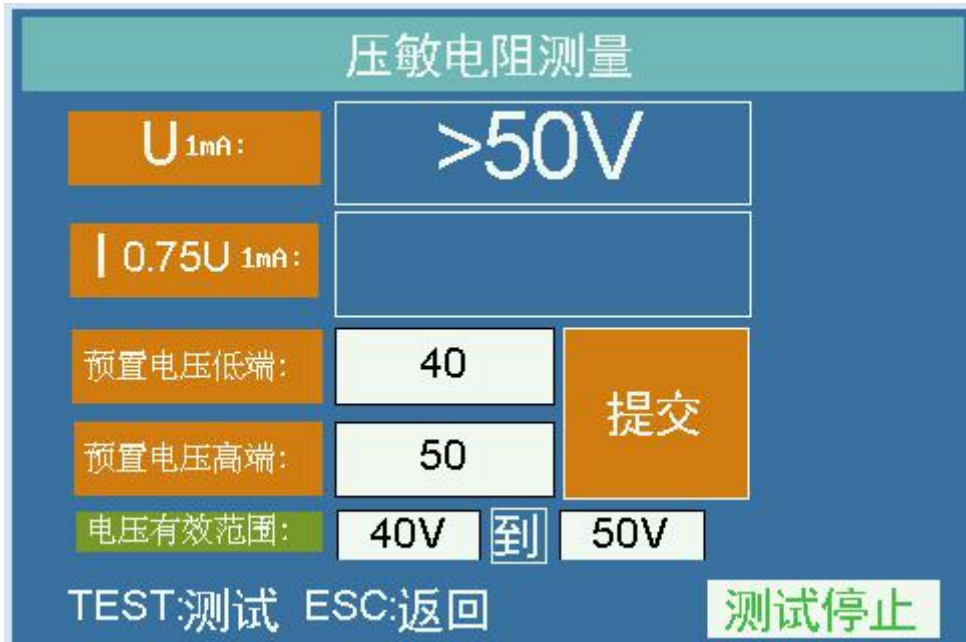 压敏电阻测量
U 1mA: >50V
I 0.75U 1mA:
预置电压低端: 40
提交
预置电压高端: 50
电压有效范围: 40V 到 50V
TEST:测试 ESC:返回 测试停止